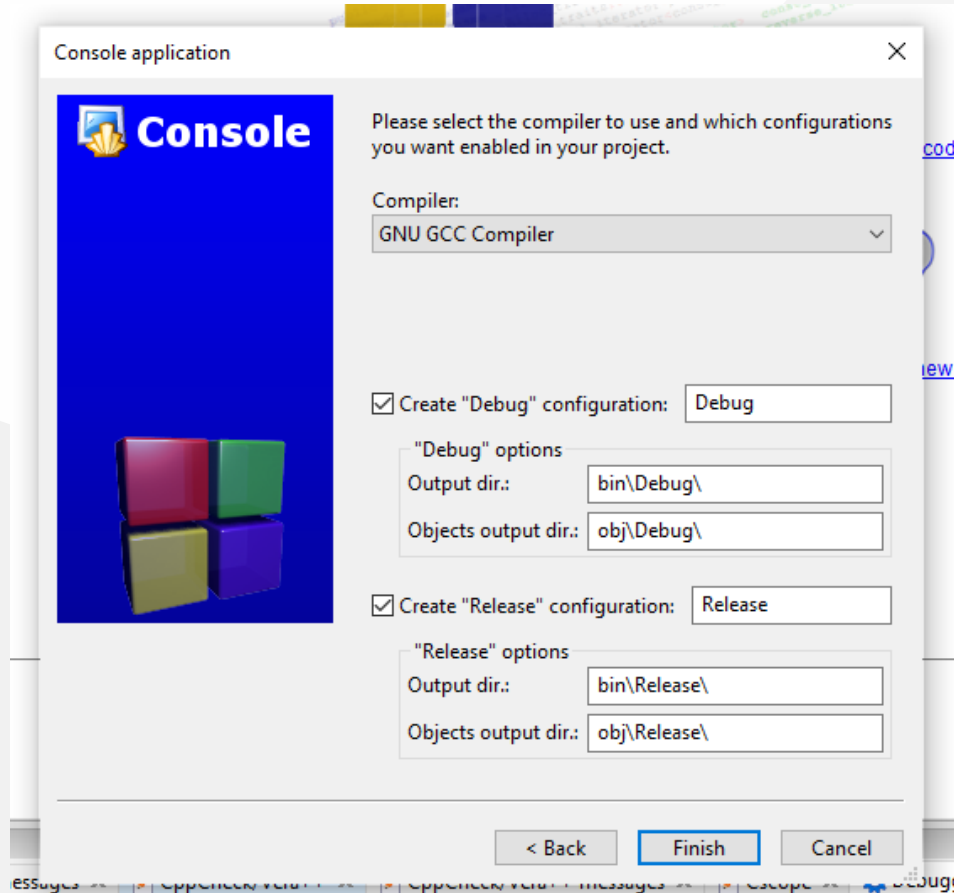 Console application
Console
Please select the compiler to use and which configurations
you want enabled in your project.
Compiler:
GNU GCC Compiler
Create "Debug" configuration: Debug
"Debug" options
Output dir.: bin\Debug\
Objects output dir.: obj\Debug\
Create "Release" configuration: Release
"Release" options
Output dir.: bin\Release\
Objects output dir.: obj\Release\
< Back Finish Cancel